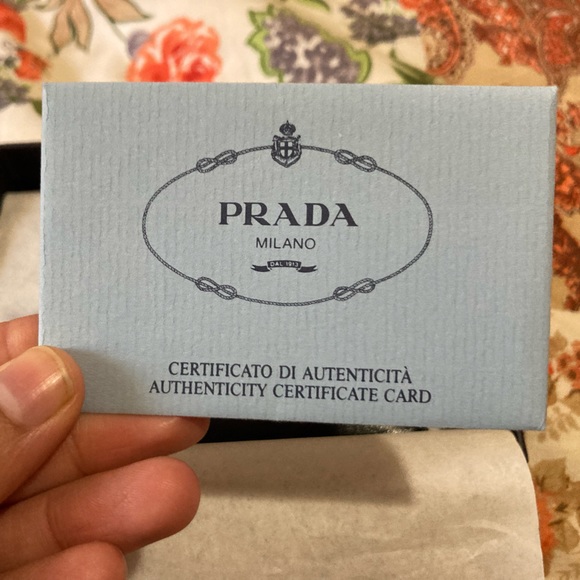 PRADA
MILANO
DAL 1913
CERTIFICATO DI AUTENTICITÀ
AUTHENTICITY CERTIFICATE CARD